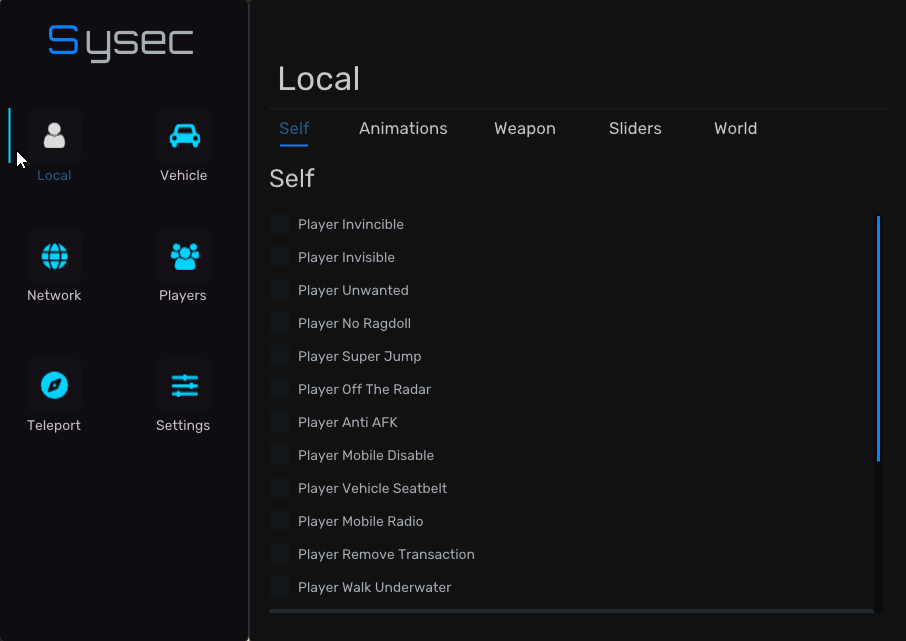 Sysec
Local
Vehicle
Network
Players
Teleport
Settings
Local
Self Animations Weapon Sliders World
Self
Player Invincible
Player Invisible
Player Unwanted
Player No Ragdoll
Player Super Jump
Player Off The Radar
Player Anti AFK
Player Mobile Disable
Player Vehicle Seatbelt
Player Mobile Radio
Player Remove Transaction
Player Walk Underwater